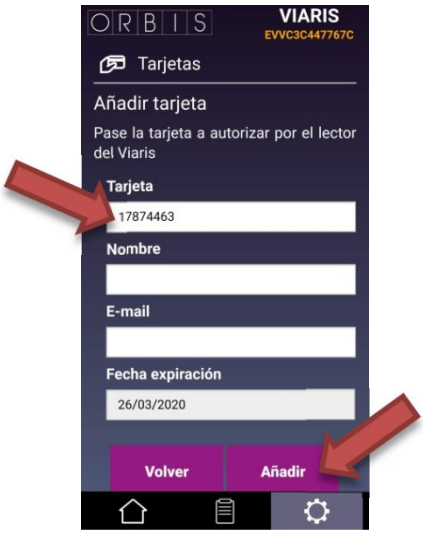 ORBIS
VIARIS
EVVC3C447767C
Tarjetas
Añadir tarjeta
Pase la tarjeta a autorizar por el lector
del Viaris
Tarjeta
17874463
Nombre
E-mail
Fecha expiración
26/03/2020
Volver
Añadir